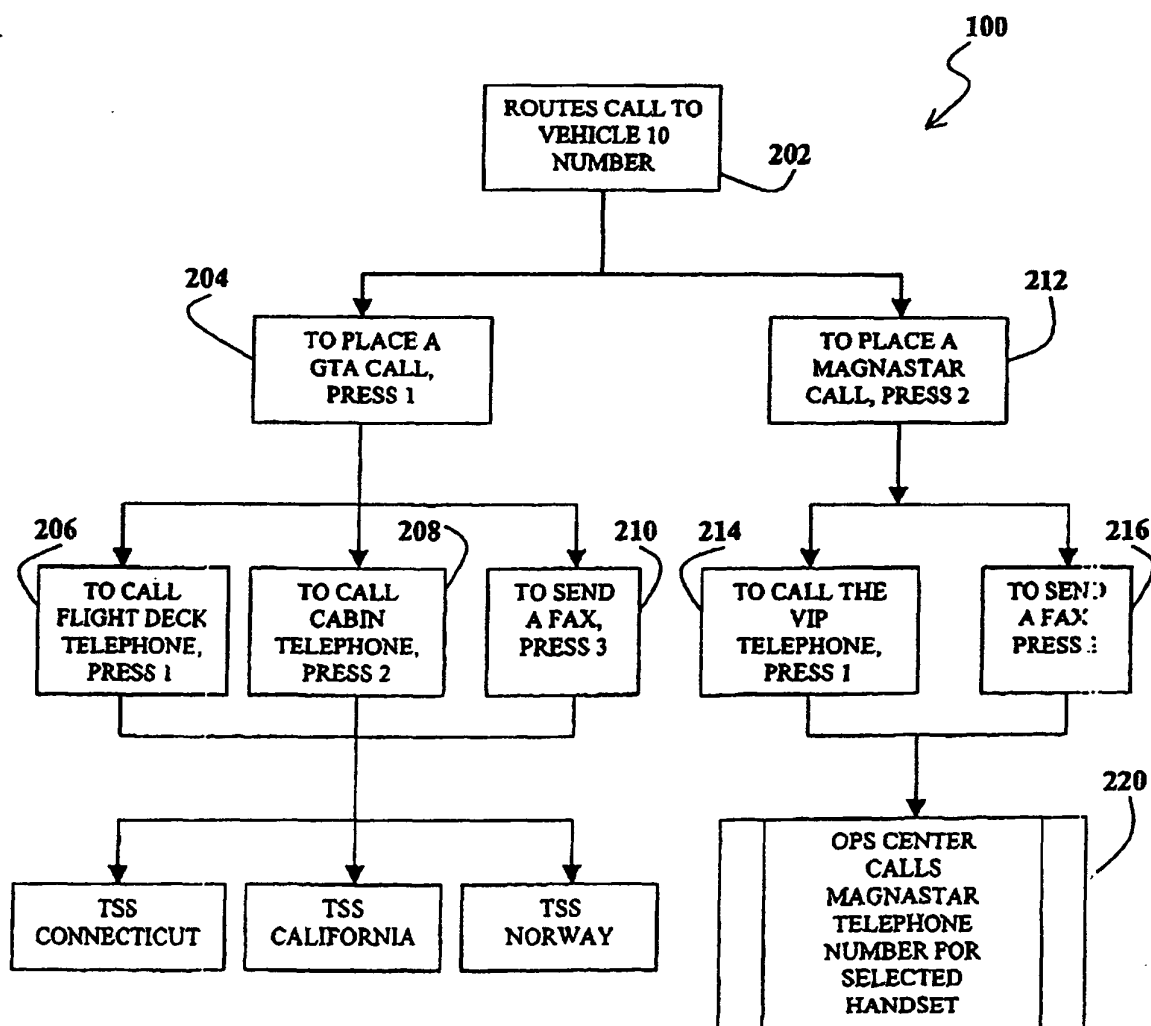 100
ROUTES CALL TO
VEHICLE 10
NUMBER
202
204
TO PLACE A
GTA CALL,
PRESS 1
212
TO PLACE A
MAGNASTAR
CALL, PRESS 2
206
TO CALL
FLIGHT DECK
TELEPHONE,
PRESS 1
208
TO CALL
CABIN
TELEPHONE,
PRESS 2
210
TO SEND
A FAX,
PRESS 3
214
TO CALL THE
VIP
TELEPHONE,
PRESS 1
216
TO SEND
A FAX
PRESS
220
TSS
CONNECTICUT
TSS
CALIFORNIA
TSS
NORWAY
OPS CENTER
CALLS
MAGNASTAR
TELEPHONE
NUMBER FOR
SELECTED
HANDSET